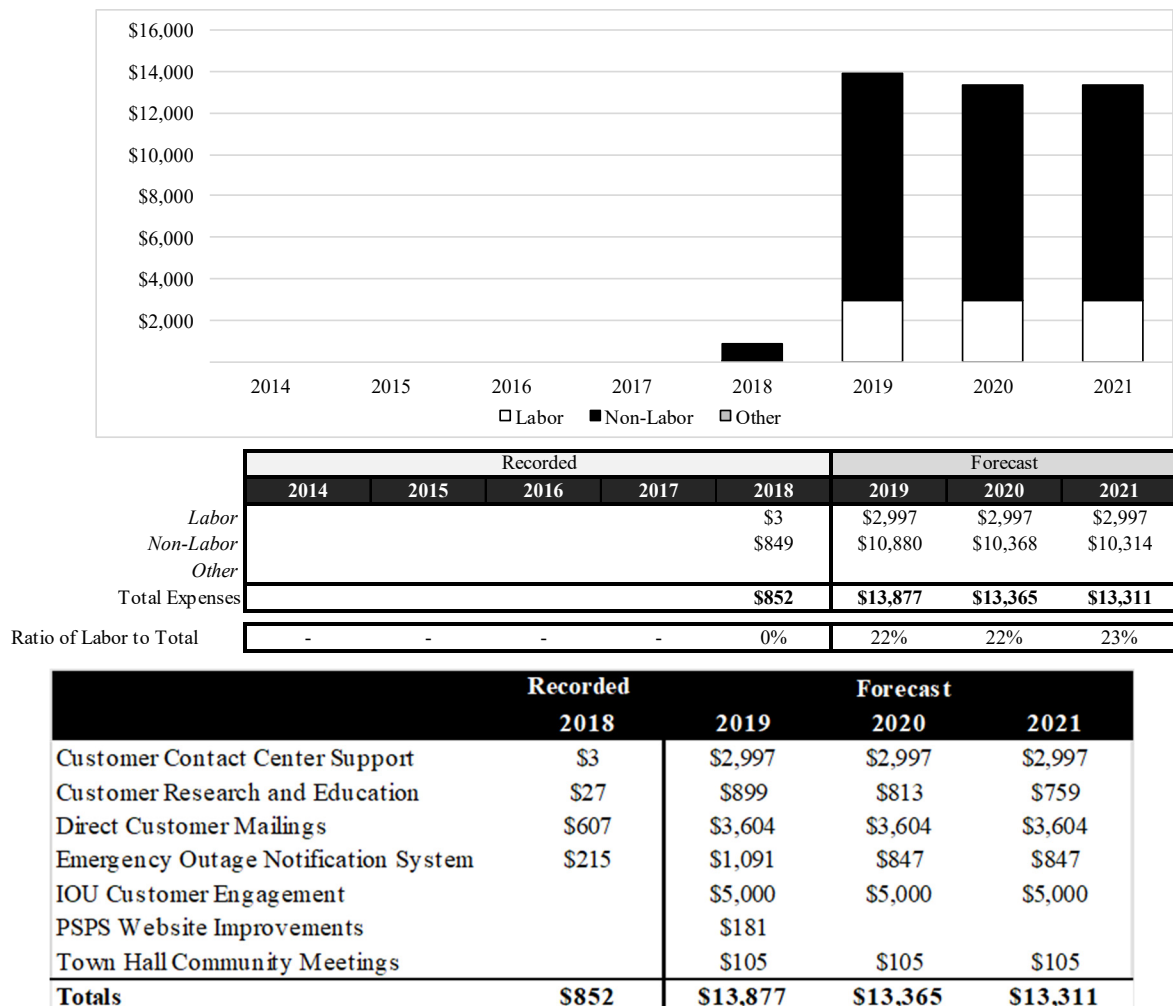 $16,000
$14,000
$12,000
$10,000
$8,000
$6,000
$4,000
$2,000
2014 2015 2016 2017 2018 2019 2020 2021
Labor Non-Labor Other
Recorded Forecast
2014 2015 2016 2017 2018 2019 2020 2021
Labor $3 $2,997 $2,997 $2,997
Non-Labor $849 $10,880 $10,368 $10,314
Other
Total Expenses $852 $13,877 $13,365 $13,311
Ratio of Labor to Total - - - - 0% 22% 22% 23%
Recorded Forecast
2018 2019 2020 2021
Customer Contact Center Support $3 $2,997 $2,997 $2,997
Customer Research and Education $27 $899 $813 $759
Direct Customer Mailings $607 $3,604 $3,604 $3,604
Emergency Outage Notification System $215 $1,091 $847 $847
IOU Customer Engagement $5,000 $5,000 $5,000
PSPS Website Improvements $181
Town Hall Community Meetings $105 $105 $105
Totals $852 $13,877 $13,365 $13,311